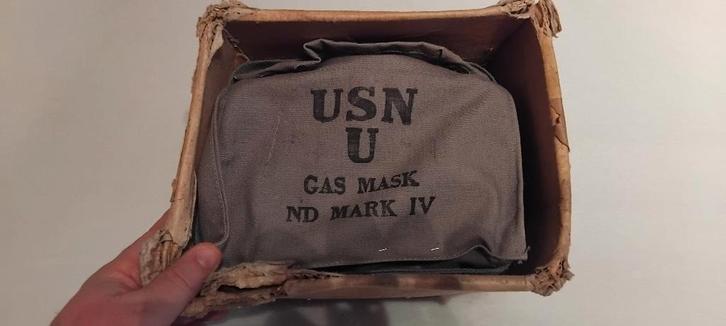 USN
U
GAS MASK
ND MARK IV